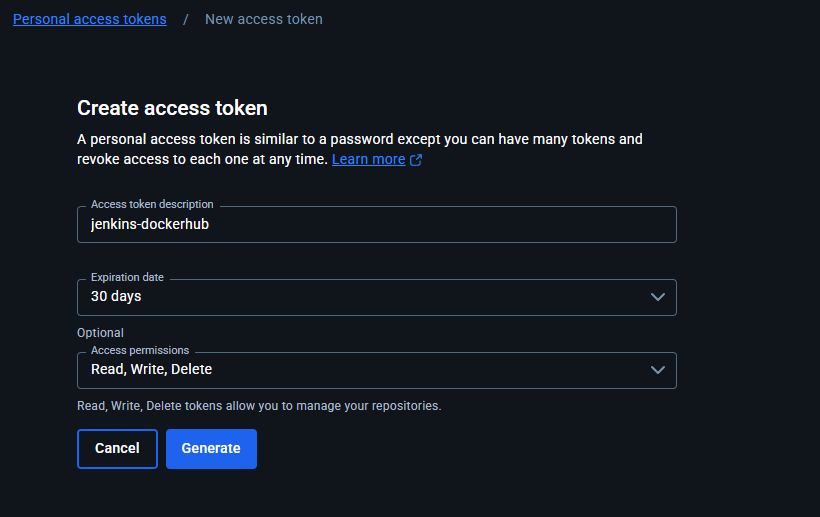 Personal access tokens / New access token
Create access token
A personal access token is similar to a password except you can have many tokens and
revoke access to each one at any time. Learn more
Access token description
jenkins-dockerhub
Expiration date
30 days
Optional
Access permissions
Read, Write, Delete
Read, Write, Delete tokens allow you to manage your repositories.
Cancel Generate